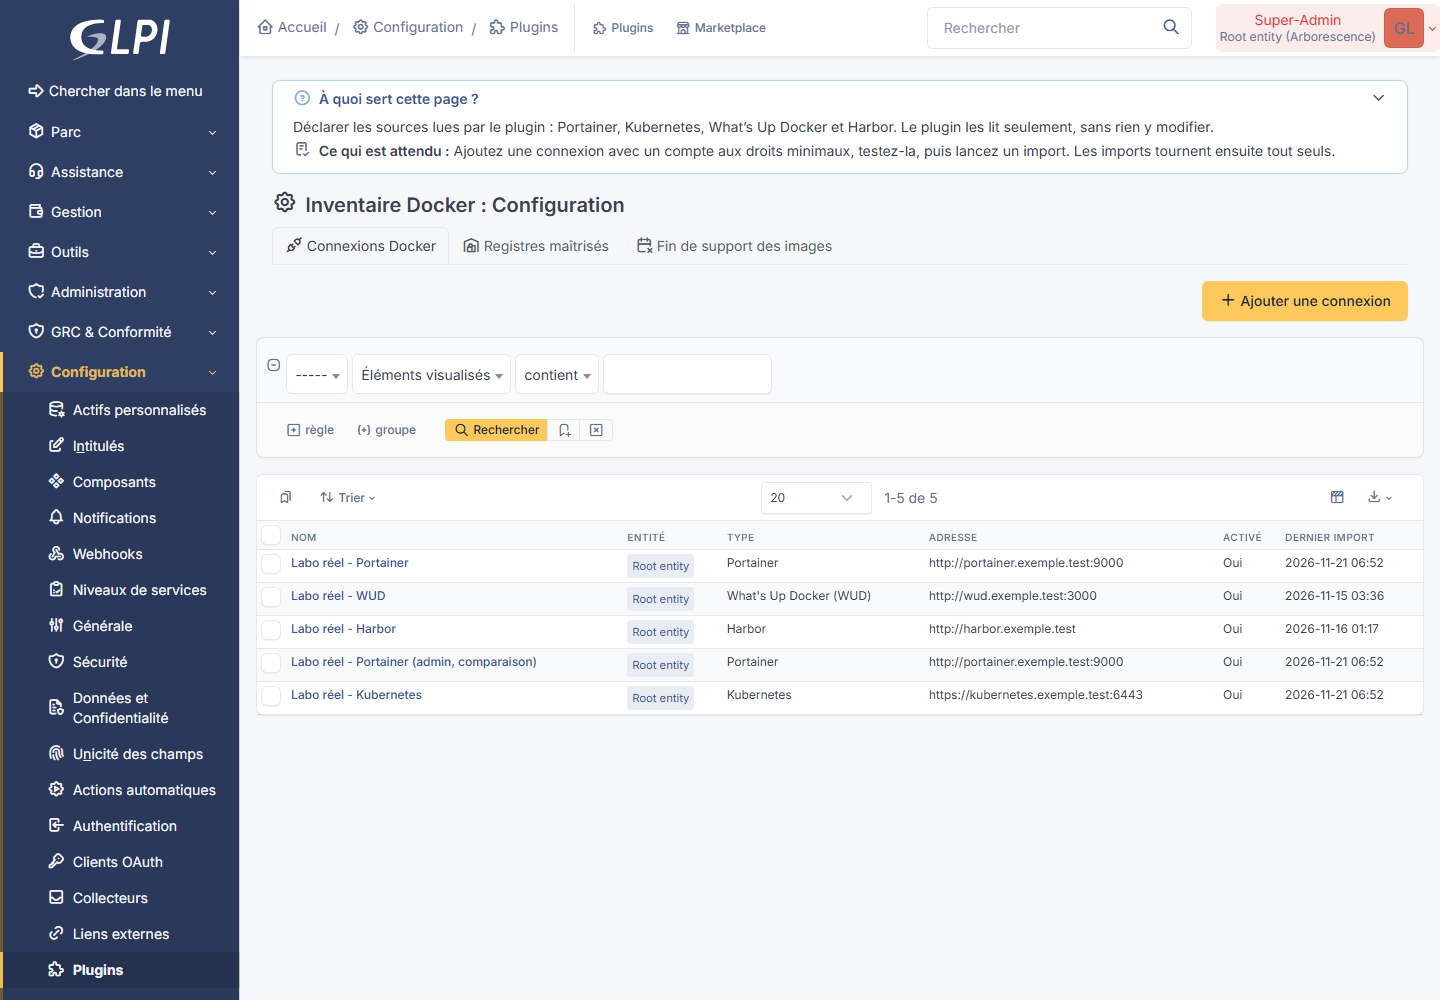 GLPI
Chercher dans le menu
Parc
Assistance
Gestion
Outils
Administration
GRC & Conformité
Configuration
Actifs personnalisés
Intitulés
Composants
Notifications
Webhooks
Niveaux de services
Générale
Sécurité
Données et
Confidentialité
Unicité des champs
Actions automatiques
Authentification
Clients OAuth
Collecteurs
Liens externes
Plugins
Accueil / Configuration / Plugins
Plugins Marketplace
Rechercher
Super-Admin
Root entity (Arborescence)
GL
À quoi sert cette page ?
Déclarer les sources lues par le plugin : Portainer, Kubernetes, What’s Up Docker et Harbor. Le plugin les lit seulement, sans rien y modifier.
Ce qui est attendu : Ajoutez une connexion avec un compte aux droits minimaux, testez-la, puis lancez un import. Les imports tournent ensuite tout seuls.
Inventaire Docker : Configuration
Connexions Docker Registres maîtrisés Fin de support des images
+ Ajouter une connexion
----- Éléments visualisés contient
règle groupe Rechercher
Trier 20 1-5 de 5
NOM ENTITÉ TYPE ADRESSE ACTIVÉ DERNIER IMPORT
Labo réel - Portainer Root entity Portainer http://portainer.exemple.test:9000 Oui 2026-11-21 06:52
Labo réel - WUD Root entity What's Up Docker (WUD) http://wud.exemple.test:3000 Oui 2026-11-15 03:36
Labo réel - Harbor Root entity Harbor http://harbor.exemple.test Oui 2026-11-16 01:17
Labo réel - Portainer (admin, comparaison) Root entity Portainer http://portainer.exemple.test:9000 Oui 2026-11-21 06:52
Labo réel - Kubernetes Root entity Kubernetes https://kubernetes.exemple.test:6443 Oui 2026-11-21 06:52